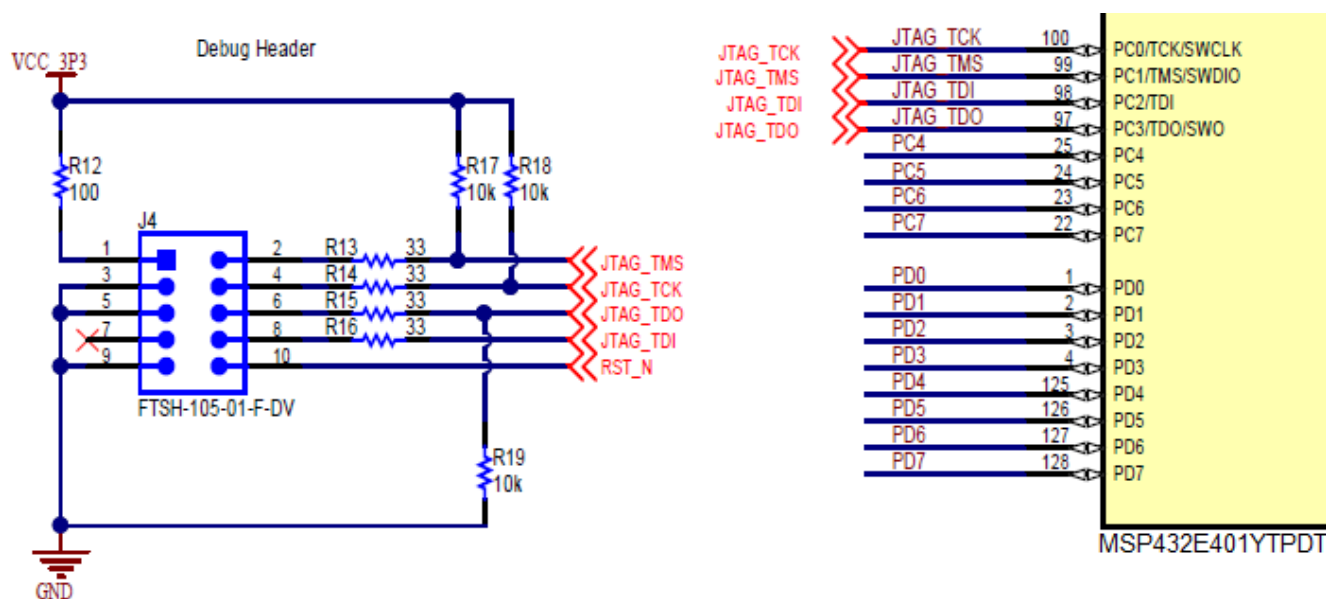 Debug Header
VCC_3P3
R12
100
R17
10k
R18
10k
J4
1
2
R13
33
JTAG_TMS
3
4
R14
33
JTAG_TCK
5
6
R15
33
JTAG_TDO
7
8
R16
33
JTAG_TDI
9
10
RST_N
FTSH-105-01-F-DV
R19
10k
GND
JTAG_TCK
JTAG_TCK
100
PC0/TCK/SWCLK
JTAG_TMS
JTAG_TMS
99
PC1/TMS/SWDIO
JTAG_TDI
JTAG_TDI
98
PC2/TDI
JTAG_TDO
JTAG_TDO
97
PC3/TDO/SWO
PC4
25
PC4
PC5
24
PC5
PC6
23
PC6
PC7
22
PC7
PD0
1
PD0
PD1
2
PD1
PD2
3
PD2
PD3
4
PD3
PD4
125
PD4
PD5
126
PD5
PD6
127
PD6
PD7
128
PD7
MSP432E401YTPDT